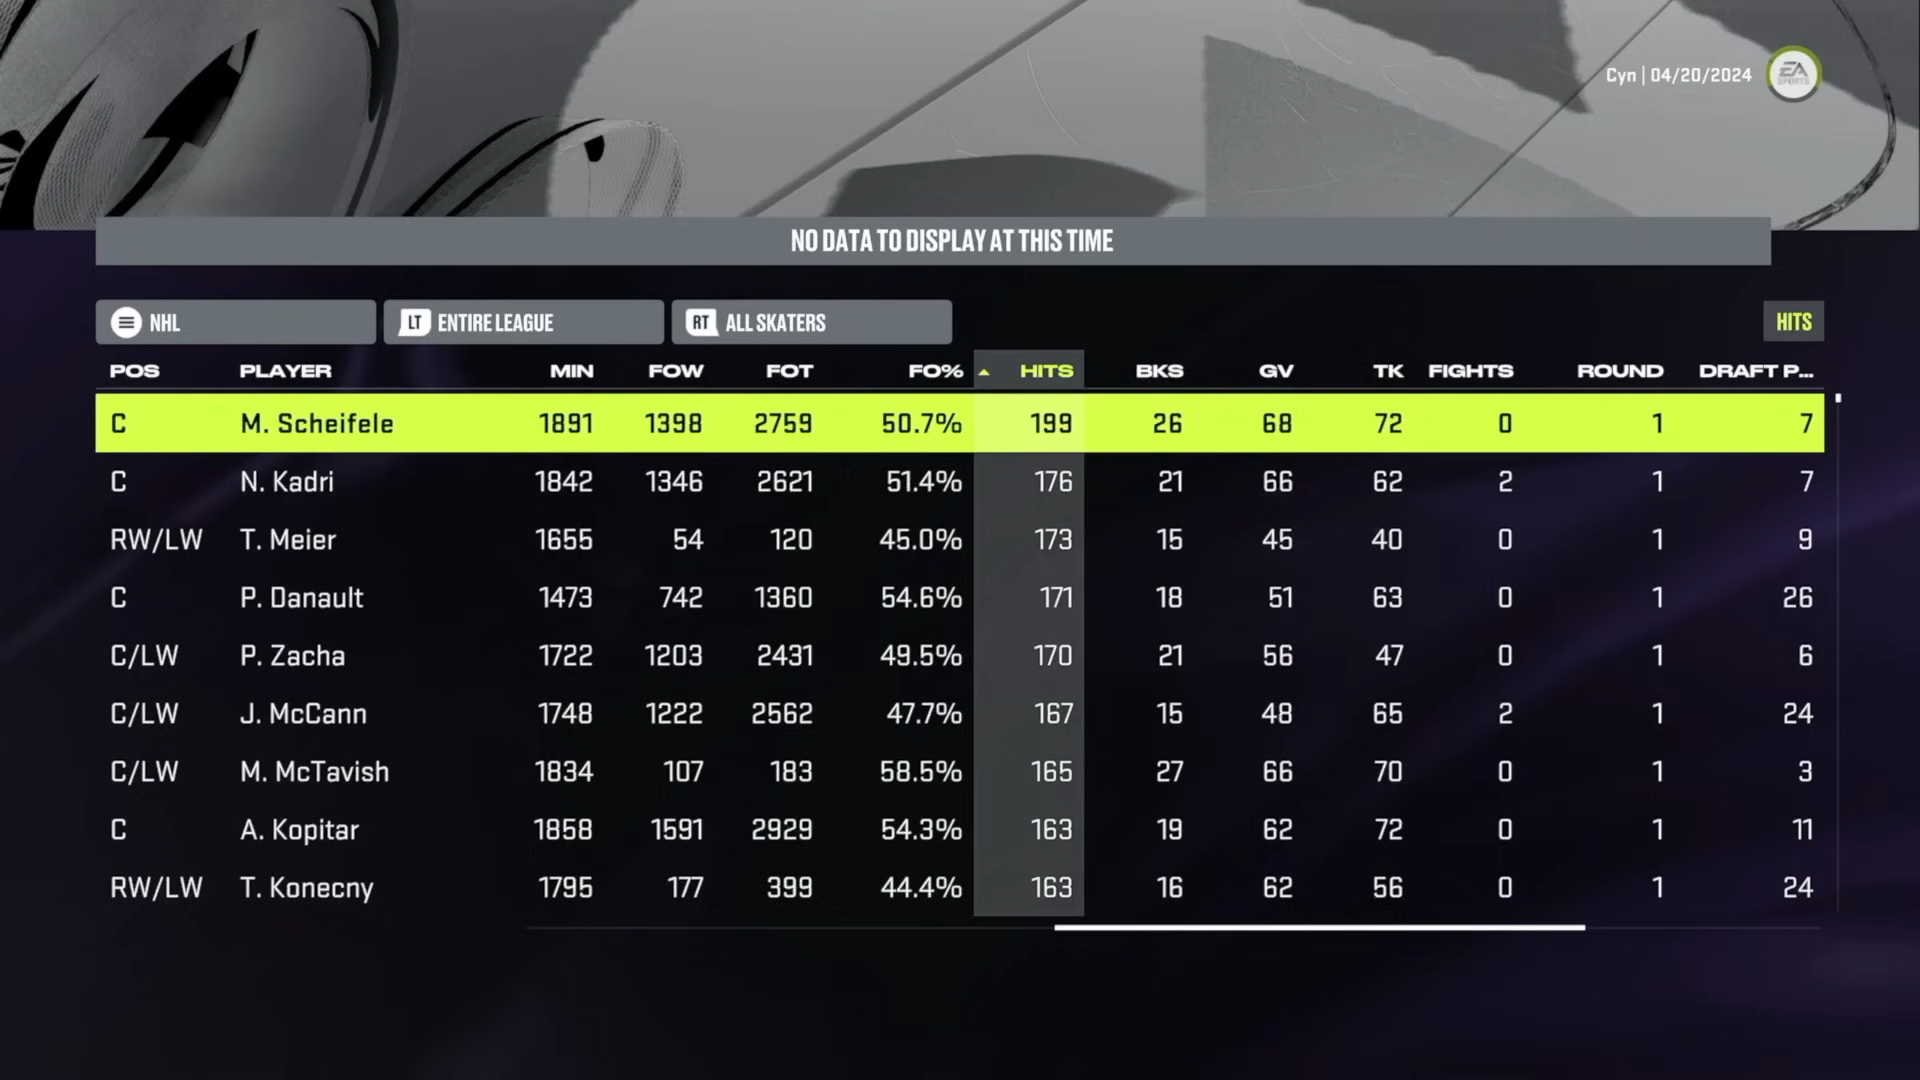 Cyn | 04/20/2024
EA SPORTS
NO DATA TO DISPLAY AT THIS TIME
NHL LT ENTIRE LEAGUE RT ALL SKATERS HITS
POS PLAYER MIN FOW FOT FO% HITS BKS GV TK FIGHTS ROUND DRAFT P...
C M. Scheifele 1891 1398 2759 50.7% 199 26 68 72 0 1 7
C N. Kadri 1842 1346 2621 51.4% 176 21 66 62 2 1 7
RW/LW T. Meier 1655 54 120 45.0% 173 15 45 40 0 1 9
C P. Danault 1473 742 1360 54.6% 171 18 51 63 0 1 26
C/LW P. Zacha 1722 1203 2431 49.5% 170 21 56 47 0 1 6
C/LW J. McCann 1748 1222 2562 47.7% 167 15 48 65 2 1 24
C/LW M. McTavish 1834 107 183 58.5% 165 27 66 70 0 1 3
C A. Kopitar 1858 1591 2929 54.3% 163 19 62 72 0 1 11
RW/LW T. Konecny 1795 177 399 44.4% 163 16 62 56 0 1 24